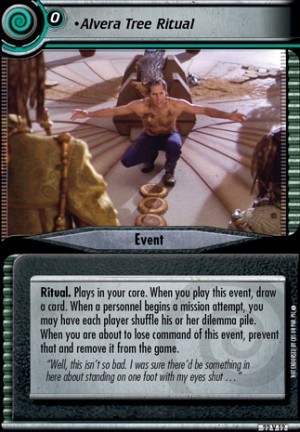 0
•Alvera Tree Ritual
Event
Ritual. Plays in your core. When you play this event, draw
a card. When a personnel begins a mission attempt, you
may have each player shuffle his or her dilemma pile.
When you are about to lose command of this event, prevent
that and remove it from the game.
"Well, this isn't so bad. I was sure there'd be something in
here about standing on one foot with my eyes shut ..."
22 V 12